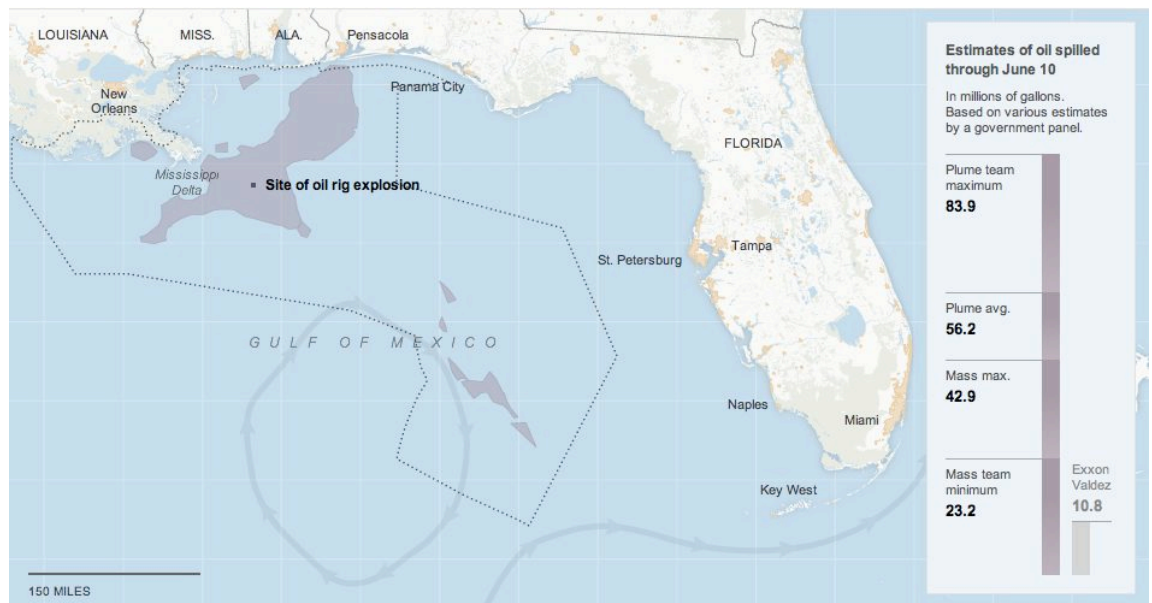 LOUISIANA
MISS.
ALA.
Pensacola
New
Orleans
Panama City
Mississippi
Delta
Site of oil rig explosion
FLORIDA
St. Petersburg
Tampa
GULF OF MEXICO
Naples
Miami
Key West
150 MILES
Estimates of oil spilled
through June 10
In millions of gallons.
Based on various estimates
by a government panel.
Plume team
maximum
83.9
Plume avg.
56.2
Mass max.
42.9
Mass team
minimum
23.2
Exxon
Valdez
10.8